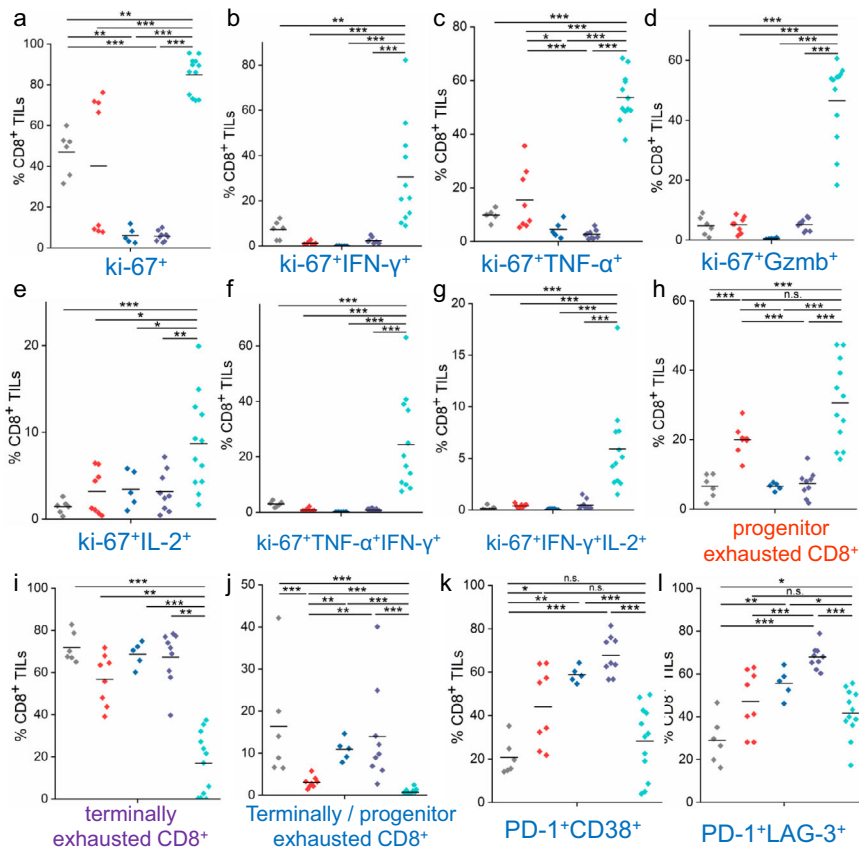 a
**
** ***
*** ***
% CD8⁺ TILs
100
80
60
40
20
0
ki-67⁺
b
**
***
***
***
% CD8⁺ TILs
100
80
60
40
20
0
ki-67⁺IFN-γ⁺
c
***
***
* ***
*** ***
% CD8⁺ TILs
80
60
40
20
0
ki-67⁺TNF-α⁺
d
***
***
***
***
% CD8⁺ TILs
60
40
20
0
ki-67⁺Gzmb⁺
e
***
*
*
**
% CD8⁺ TILs
20
10
0
ki-67⁺IL-2⁺
f
***
***
***
***
% CD8⁺ TILs
80
60
40
20
0
ki-67⁺TNF-α⁺IFN-γ⁺
g
***
***
***
***
% CD8⁺ TILs
20
15
10
5
0
ki-67⁺IFN-γ⁺IL-2⁺
h
***
*** n.s.
** ***
*** ***
% CD8⁺ TILs
60
40
20
0
progenitor
exhausted CD8⁺
i
***
**
***
**
% CD8⁺ TILs
100
80
60
40
20
0
terminally
exhausted CD8⁺
j
***
*** ***
** ***
** ***
% CD8⁺ TILs
50
40
30
20
10
0
Terminally / progenitor
exhausted CD8⁺
k
n.s.
* n.s.
** ***
*** ***
% CD8⁺ TILs
100
80
60
40
20
0
PD-1⁺CD38⁺
l
*
n.s.
** *
*** ***
***
% CD8⁺ TILs
100
80
60
40
20
0
PD-1⁺LAG-3⁺